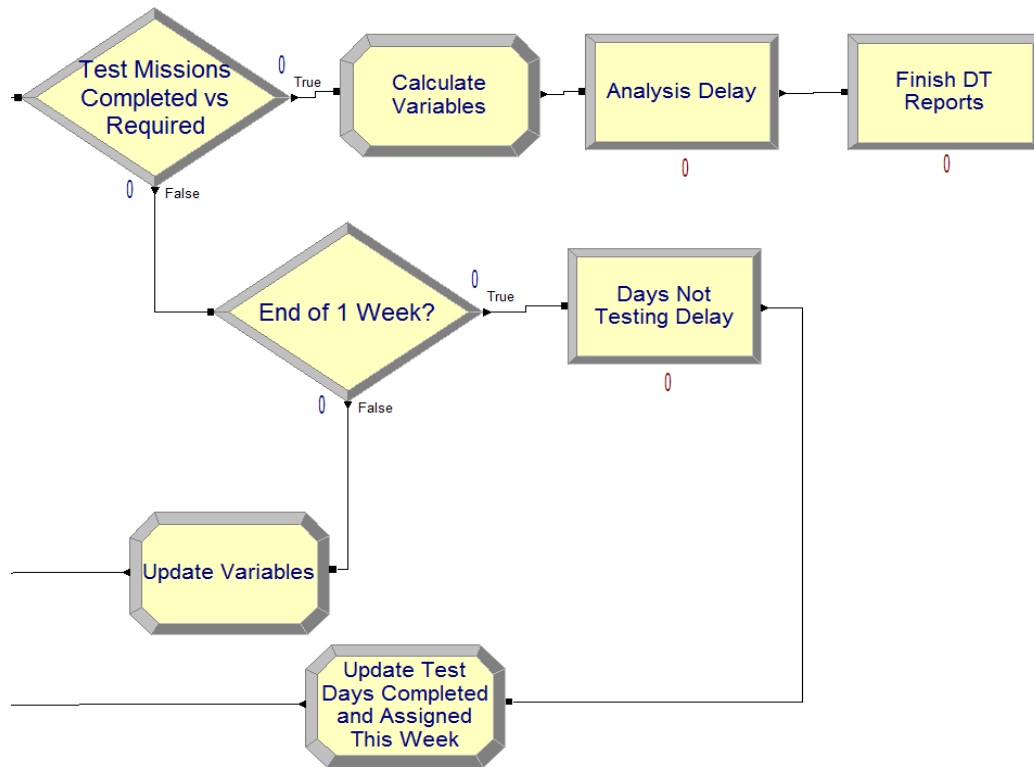 Test Missions
Completed vs
Required
0
True
0
False
Calculate
Variables
Analysis Delay
0
Finish DT
Reports
0
End of 1 Week?
0
True
0
False
Days Not
Testing Delay
0
Update Variables
Update Test
Days Completed
and Assigned
This Week